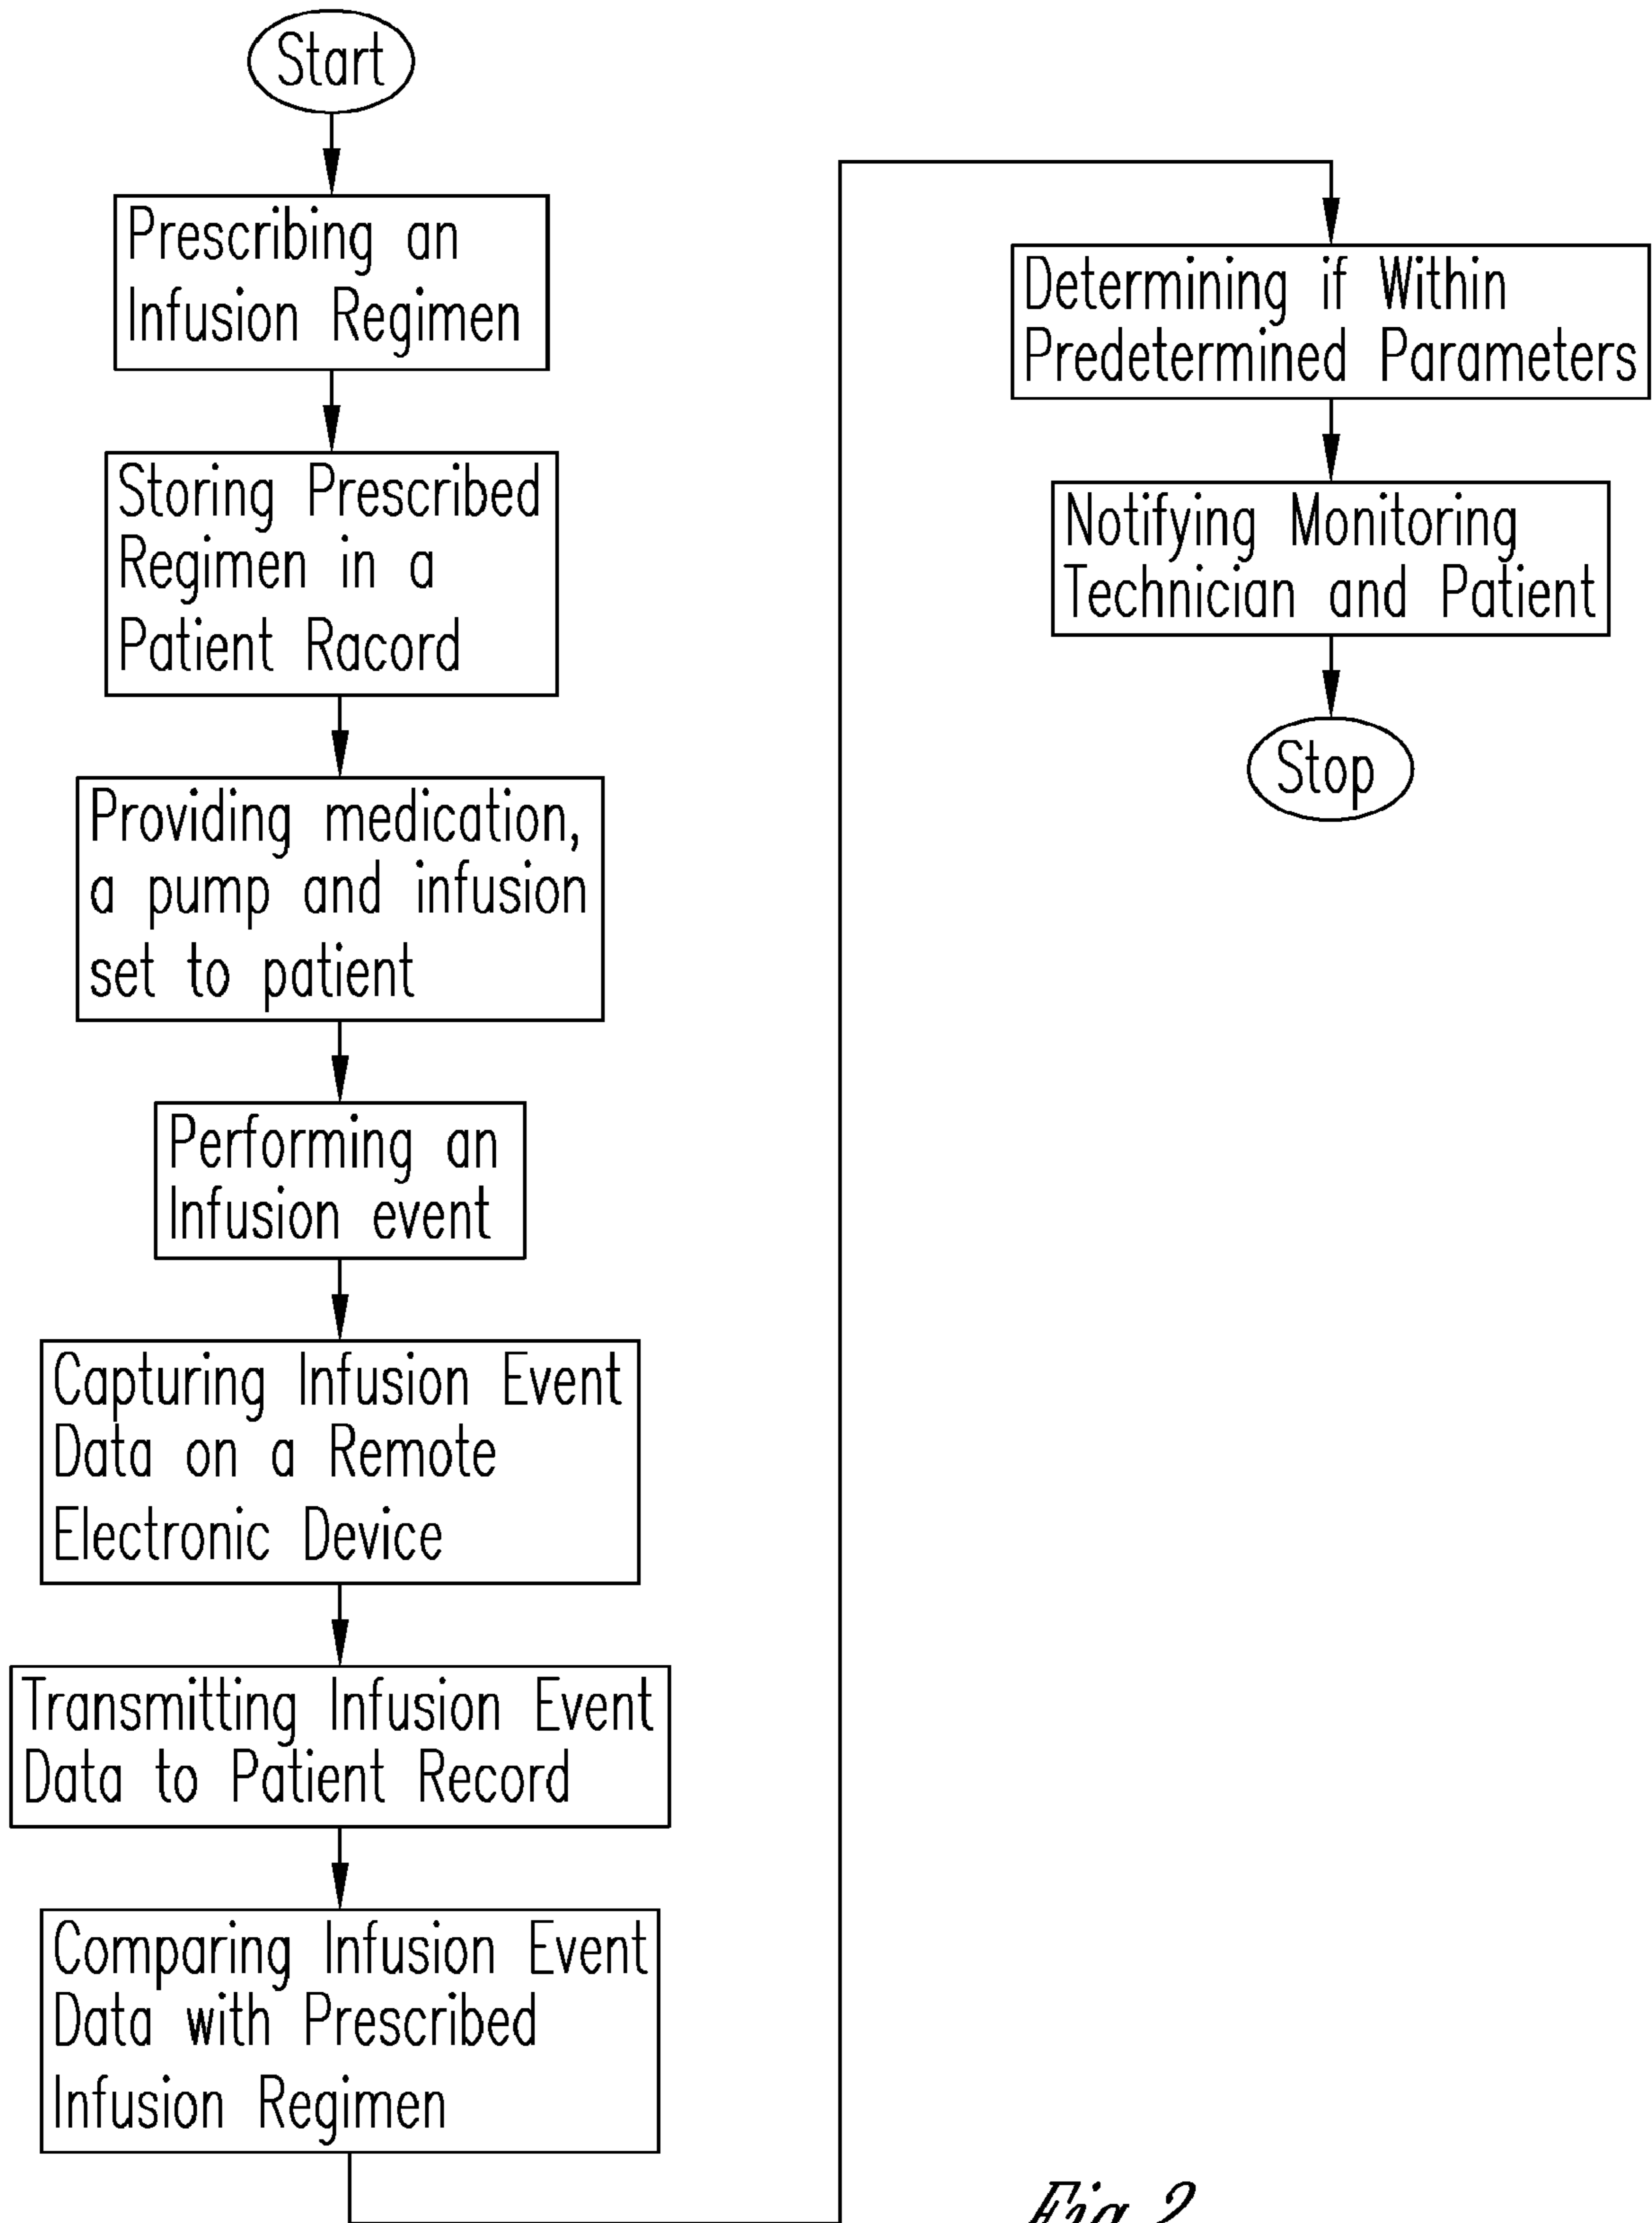 Start
Prescribing an
Infusion Regimen
Storing Prescribed
Regimen in a
Patient Racord
Providing medication,
a pump and infusion
set to patient
Performing an
Infusion event
Capturing Infusion Event
Data on a Remote
Electronic Device
Transmitting Infusion Event
Data to Patient Record
Comparing Infusion Event
Data with Prescribed
Infusion Regimen
Determining if Within
Predetermined Parameters
Notifying Monitoring
Technician and Patient
Stop
Fig.2